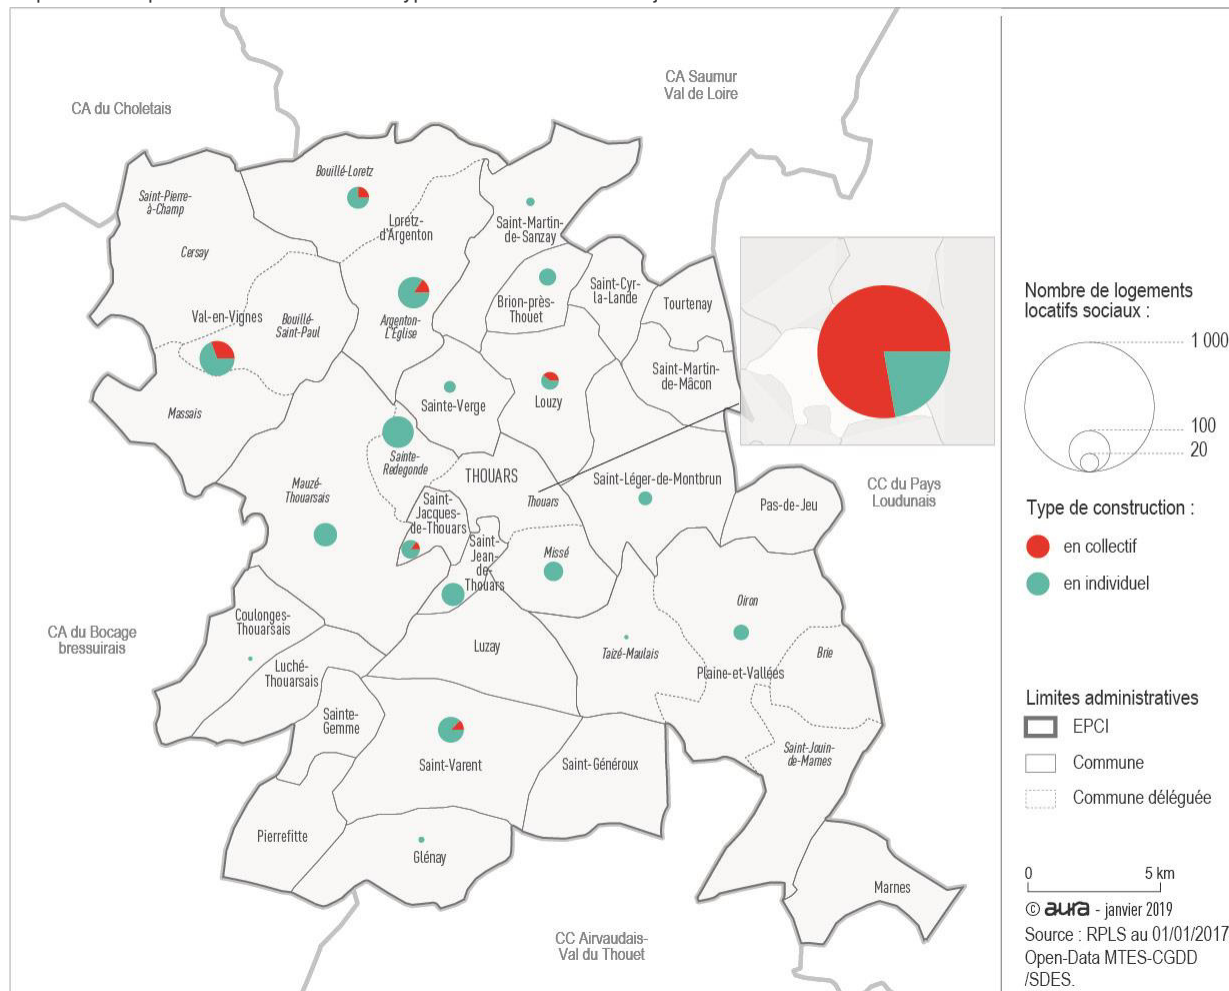 CA du Choletais
CA Saumur
Val de Loire
Bouillé-Loretz
Saint-Pierre-
à-Champ
Loretz-
d'Argenton
Saint-Martin-
de-Sanzay
Cersay
Saint-Cyr-
la-Lande
Tourtenay
Brion-près-
Thouet
Val-en-Vignes
Bouillé-
Saint-Paul
Argenton-
L'Église
Saint-Martin-
de-Mâcon
Massais
Sainte-Verge
Louzy
Sainte-
Redegonde
THOUARS
Thouars
Saint-Léger-de-Montbrun
CC du Pays
Loudunais
Mauzé-
Thouarsais
Saint-
Jacques-
de-Thouars
Pas-de-Jeu
Saint-
Jean-
de-
Thouars
Missé
Oiron
Coulonges-
Thouarsais
CA du Bocage
bressuirais
Luzay
Taizé-Maulais
Brie
Luché-
Thouarsais
Plaine-et-Vallées
Sainte-
Gemme
Saint-Varent
Saint-Généroux
Saint-Jouin-
de-Marnes
Pierrefitte
Glénay
Marnes
CC Airvaudais-
Val du Thouet
Nombre de logements
locatifs sociaux :
1 000
100
20
Type de construction :
en collectif
en individuel
Limites administratives
EPCI
Commune
Commune déléguée
0 5 km
© aura - janvier 2019
Source : RPLS au 01/01/2017
Open-Data MTES-CGDD
/SDES.